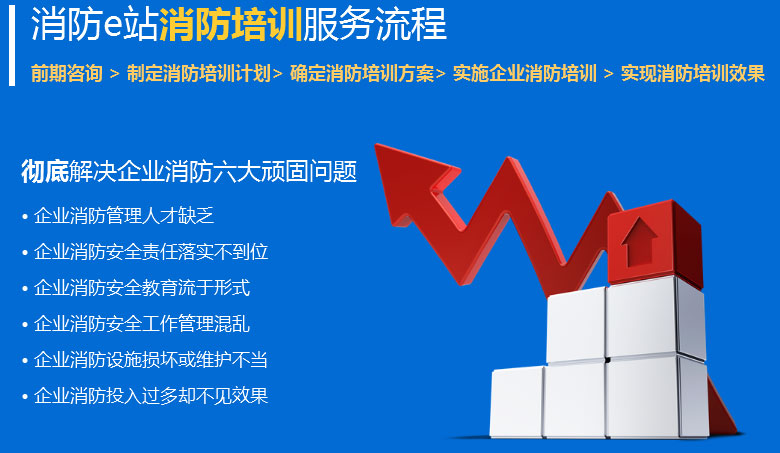 消防e站消防培训服务流程
前期咨询 > 制定消防培训计划> 确定消防培训方案> 实施企业消防培训 > 实现消防培训效果
彻底解决企业消防六大顽固问题
• 企业消防管理人才缺乏
• 企业消防安全责任落实不到位
• 企业消防安全教育流于形式
• 企业消防安全工作管理混乱
• 企业消防设施损坏或维护不当
• 企业消防投入过多却不见效果